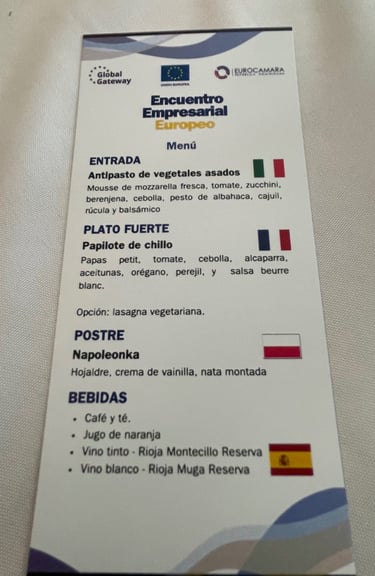 Global
Gateway
UNIÓN EUROPEA
EUROCAMARA
REPÚBLICA DOMINICANA
Encuentro
Empresarial
Europeo
Menú
ENTRADA
Antipasto de vegetales asados
Mousse de mozzarella fresca, tomate, zucchini,
berenjena, cebolla, pesto de albahaca, cajuil,
rúcula y balsámico
PLATO FUERTE
Papilote de chillo
Papas petit, tomate, cebolla, alcaparra,
aceitunas, orégano, perejil, y salsa beurre
blanc.
Opción: lasagna vegetariana.
POSTRE
Napoleonka
Hojaldre, crema de vainilla, nata montada
BEBIDAS
• Café y té.
• Jugo de naranja
• Vino tinto - Rioja Montecillo Reserva
• Vino blanco - Rioja Muga Reserva